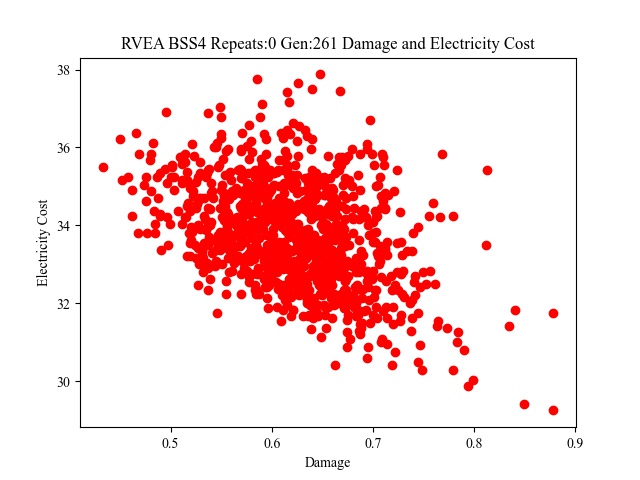 RVEA BSS4 Repeats:0 Gen:261 Damage and Electricity Cost
38
36
34
32
30
Electricity Cost
0.5 0.6 0.7 0.8 0.9
Damage